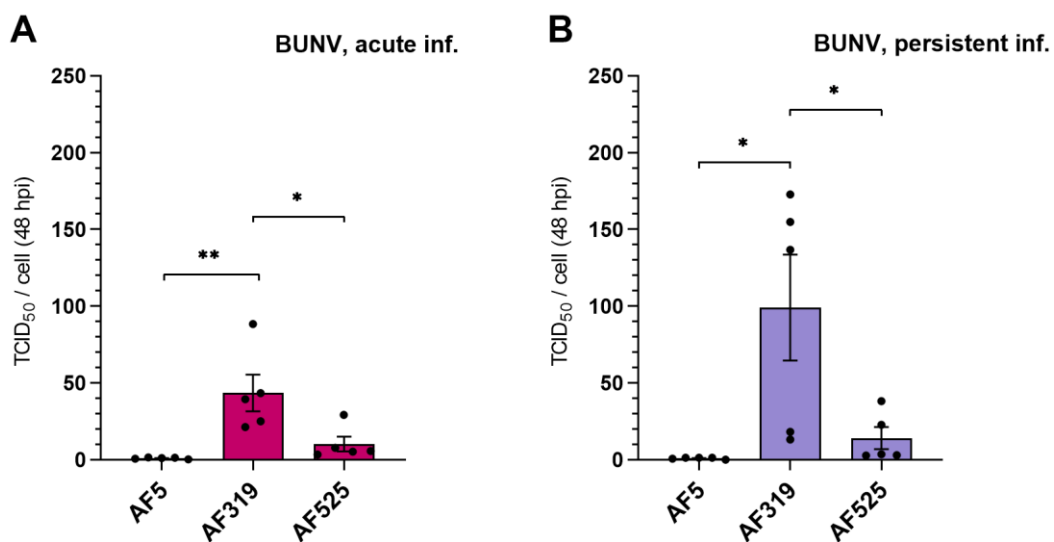 A
BUNV, acute inf.
250
200
150
100
50
0
TCID50 / cell (48 hpi)
**
*
AF5
AF319
AF525
B
BUNV, persistent inf.
250
200
150
100
50
0
TCID50 / cell (48 hpi)
*
*
AF5
AF319
AF525